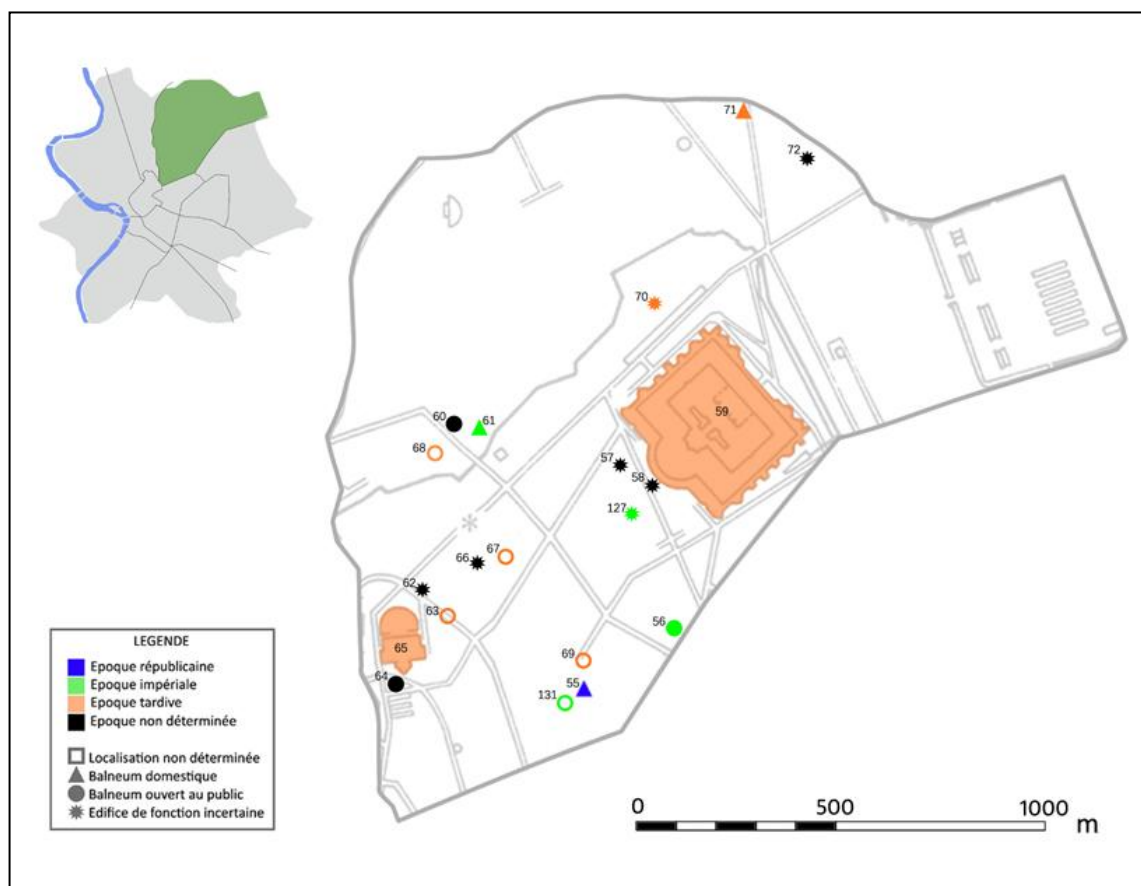 71
72
70
59
60
61
68
57
58
127
66
67
62
63
56
65
69
64
55
131
LEGENDE
Epoque républicaine
Epoque impériale
Epoque tardive
Epoque non déterminée
Localisation non déterminée
Balneum domestique
Balneum ouvert au public
Edifice de fonction incertaine
0 500 1000
m